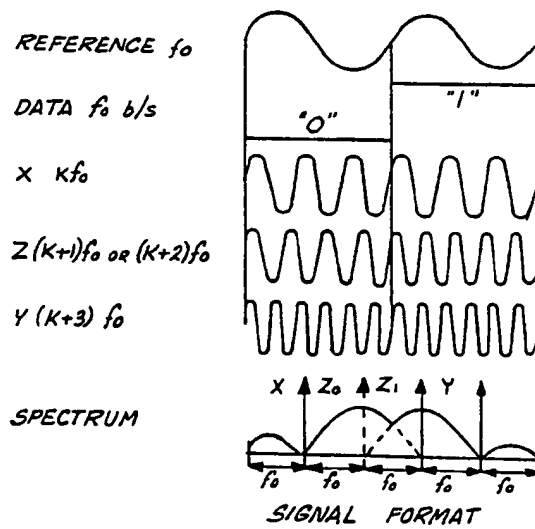 REFERENCE f₀
DATA f₀ b/s
"1"
"0"
X Kf₀
Z(K+1)f₀ OR (K+2)f₀
Y (K+3) f₀
X Z₀ Z₁ Y
SPECTRUM
f₀ f₀ f₀ f₀ f₀
SIGNAL FORMAT